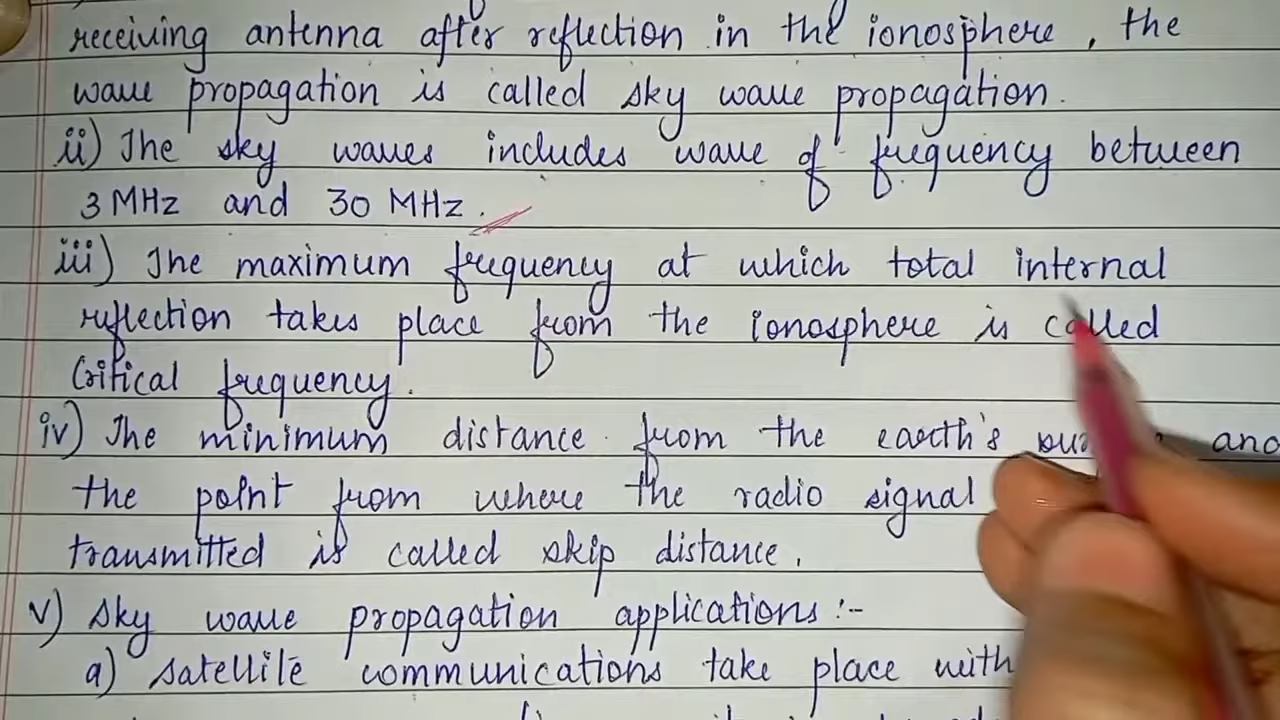 receiving antenna after reflection in the ionosphere, the
wave propagation is called sky wave propagation.
ii) The sky waves includes wave of frequency between
3 MHz and 30 MHz.
iii) The maximum frequency at which total internal
reflection takes place from the ionosphere is called
Critical frequency.
iv) The minimum distance from the earth's and
the point from where the radio signal
transmitted is called skip distance.
v) Sky wave propagation applications :-
a) Satellite communications take place with